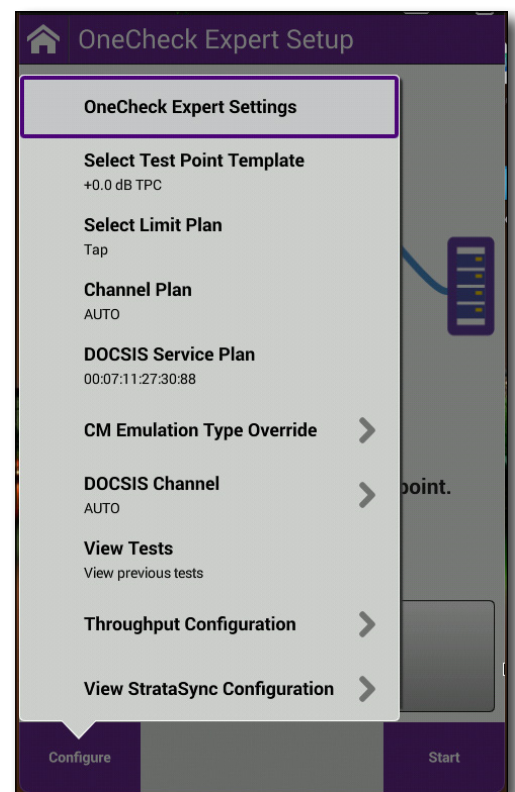 OneCheck Expert Setup
OneCheck Expert Settings
Select Test Point Template
+0.0 dB TPC
Select Limit Plan
Tap
Channel Plan
AUTO
DOCSIS Service Plan
00:07:11:27:30:88
CM Emulation Type Override
DOCSIS Channel
AUTO
point.
View Tests
View previous tests
Throughput Configuration
View StrataSync Configuration
Configure
Start